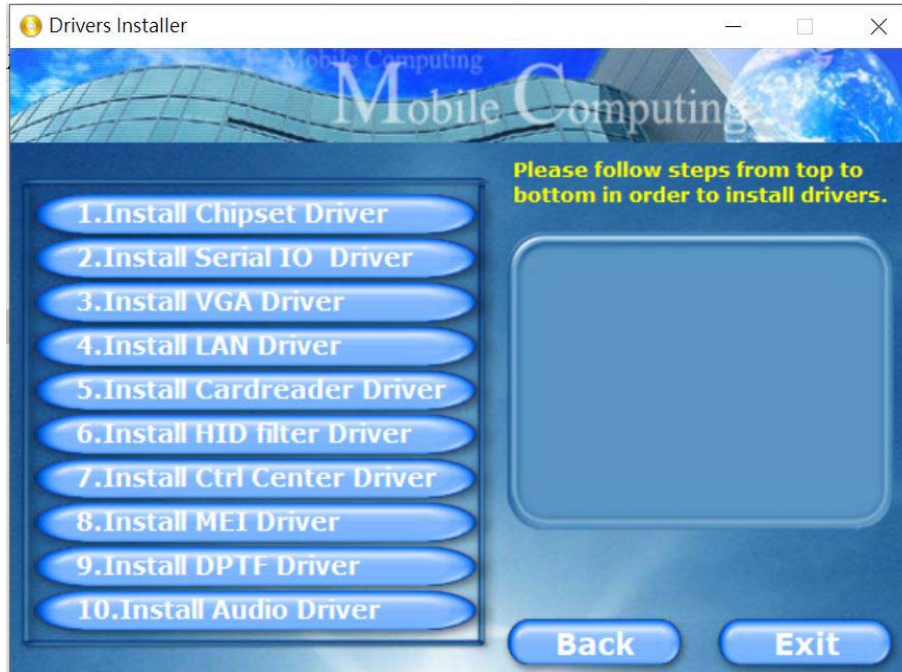 Drivers Installer
Mobile Computing
Mobile Computing
Please follow steps from top to
bottom in order to install drivers.
1.Install Chipset Driver
2.Install Serial IO  Driver
3.Install VGA Driver
4.Install LAN Driver
5.Install Cardreader Driver
6.Install HID filter Driver
7.Install Ctrl Center Driver
8.Install MEI Driver
9.Install DPTF Driver
10.Install Audio Driver
Back
Exit